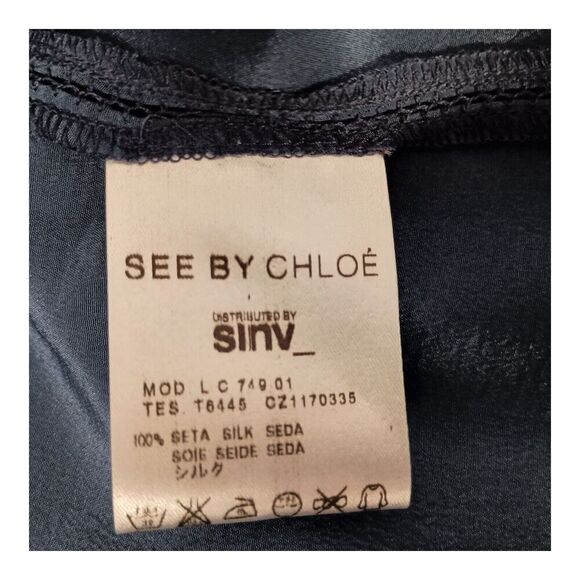 SEE BY CHLOÉ
DISTRIBUTED BY
sinv_
MOD L C 749 01
TES. T6445 CZ1170335
100% SETA SILK SEDA
SOIE SEIDE SEDA
シルク